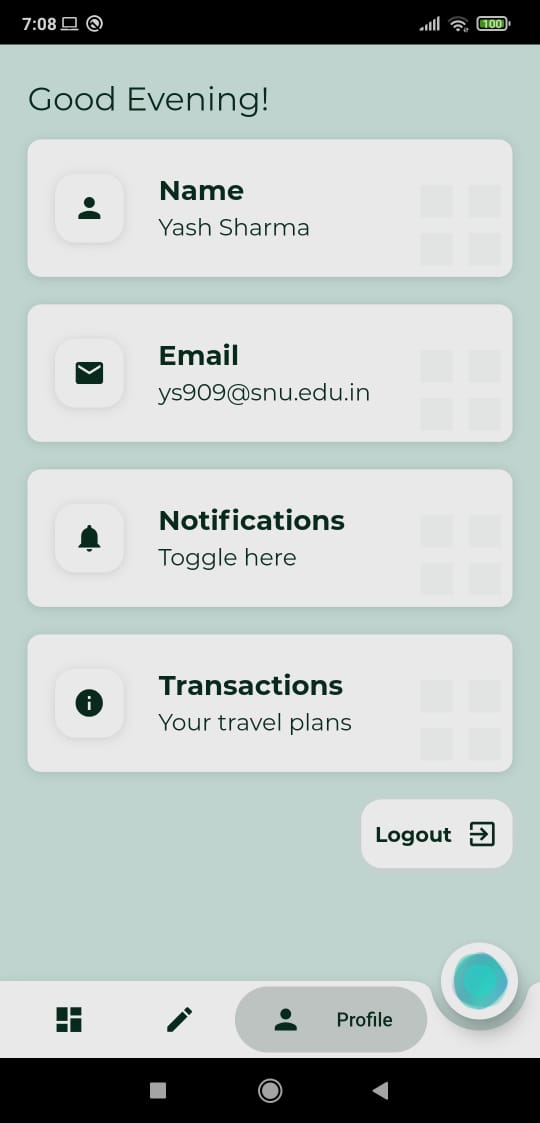 7:08
100
Good Evening!
Name
Yash Sharma
Email
ys909@snu.edu.in
Notifications
Toggle here
Transactions
Your travel plans
Logout
Profile